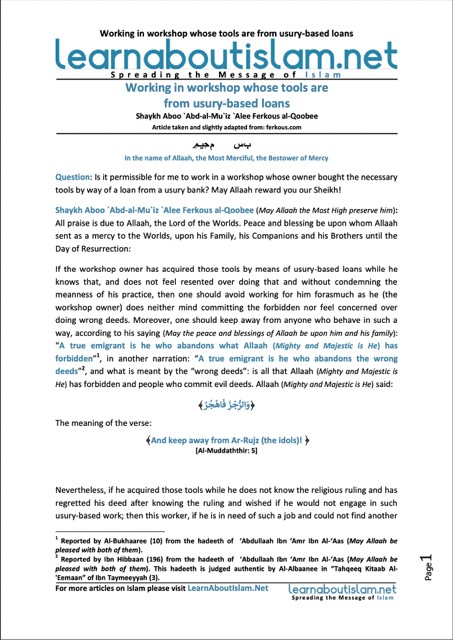 Working in workshop whose tools are from usury-based loans
learnaboutislam.net
Spreading the Message of Islam
Working in workshop whose tools are
from usury-based loans
Shaykh Aboo `Abd-al-Mu`iz `Alee Ferkous al-Qoobee
Article taken and slightly adapted from: ferkous.com
In the name of Allaah, the Most Merciful, the Bestower of Mercy
Question: Is it permissible for me to work in a workshop whose owner bought the necessary
tools by way of a loan from a usury bank? May Allaah reward you our Sheikh!
Shaykh Aboo `Abd-al-Mu`iz `Alee Ferkous al-Qoobee (May Allaah the Most High preserve him):
All praise is due to Allaah, the Lord of the Worlds. Peace and blessing be upon whom Allaah
sent as a mercy to the Worlds, upon his Family, his Companions and his Brothers until the
Day of Resurrection:
If the workshop owner has acquired those tools by means of usury-based loans while he
knows that, and does not feel resented over doing that and without condemning the
meanness of his practice, then one should avoid working for him forasmuch as he (the
workshop owner) does neither mind committing the forbidden nor feel concerned over
doing wrong deeds. Moreover, one should keep away from anyone who behave in such a
way, according to his saying (May the peace and blessings of Allaah be upon him and his family):
“A true emigrant is he who abandons what Allaah (Mighty and Majestic is He) has
forbidden”1, in another narration: “A true emigrant is he who abandons the wrong
deeds”2, and what is meant by the “wrong deeds”: is all that Allaah (Mighty and Majestic is
He) has forbidden and people who commit evil deeds. Allaah (Mighty and Majestic is He) said:
﴿وَالرُّجْزَ فَاهْجُرْ﴾
The meaning of the verse:
﴿And keep away from Ar-Rujz (the idols)! ﴾
[Al-Muddaththir: 5]
Nevertheless, if he acquired those tools while he does not know the religious ruling and has
regretted his deed after knowing the ruling and wished if he would not engage in such
usury-based work; then this worker, if he is in need of such a job and could not find another
1 Reported by Al-Bukhaaree (10) from the hadeeth of ‘Abdullaah Ibn ‘Amr Ibn Al-‘Aas (May Allaah be
pleased with both of them).
2 Reported by Ibn Hibbaan (196) from the hadeeth of ‘Abdullaah Ibn ‘Amr Ibn Al-‘Aas (May Allaah be
pleased with both of them). This hadeeth is judged authentic by Al-Albaanee in “Tahqeeq Kitaab Al-
‘Eemaan” of Ibn Taymeeyyah (3).
For more articles on Islam please visit LearnAboutIslam.Net
learnaboutislam.net
Spreading the Message of Islam
Page 1